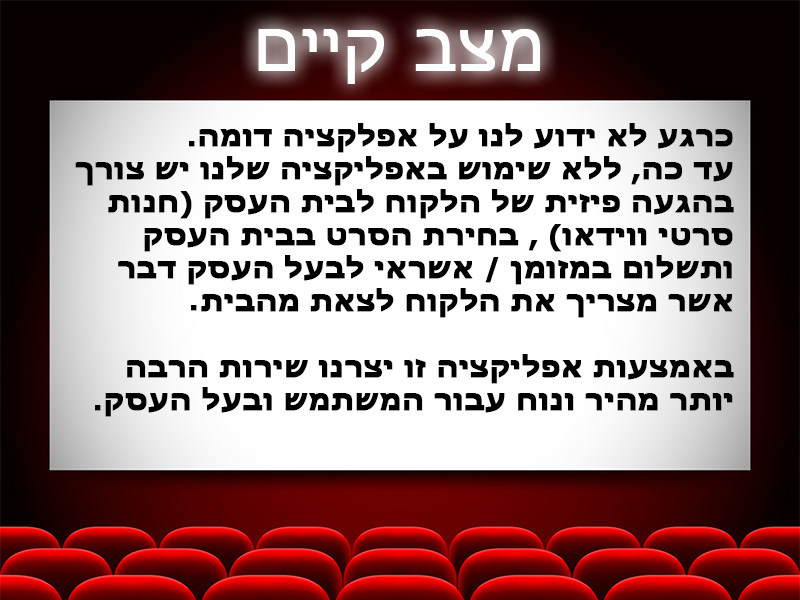 מצב קיים
כרגע לא ידוע לנו על אפלקציה דומה.
עד כה, ללא שימוש באפליקציה שלנו יש צורך
בהגעה פיזית של הלקוח לבית העסק (חנות
סרטי ווידאו) , בחירת הסרט בבית העסק
ותשלום במזומן / אשראי לבעל העסק דבר
אשר מצריך את הלקוח לצאת מהבית.
באמצעות אפליקציה זו יצרנו שירות הרבה
יותר מהיר ונוח עבור המשתמש ובעל העסק.